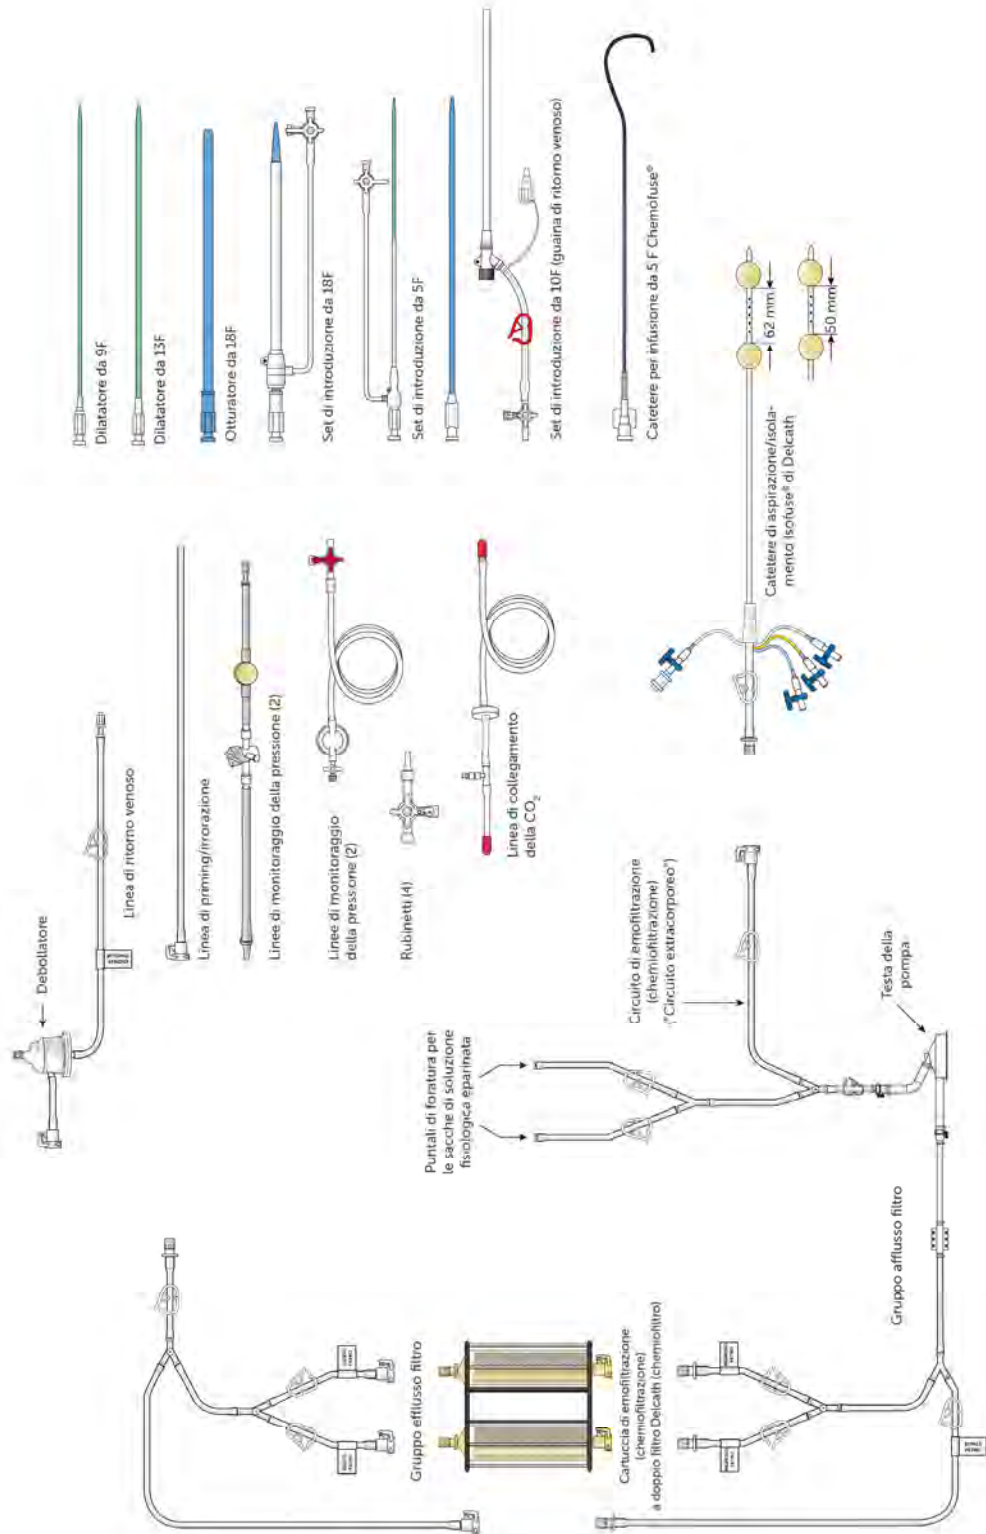 Gruppo efflusso filtro
Cartuccia di emofiltrazione
(chemiofiltrazione)
a doppio filtro Delcath (chemiofiltro)
Gruppo afflusso filtro
Puntali di foratura per
le sacche di soluzione
fisiologica eparinata
Circuito di emofiltrazione
(chemiofiltrazione)
"Circuito extracorporeo")
Testa della
pompa
Debollatore
Linea di ritorno venoso
Linea di priming/irrorazione
Linee di monitoraggio della pressione (2)
Linee di monitoraggio
della pressione (2)
Rubinetti (4)
Linea di collegamento
della CO₂
Catetere di aspirazione/isola-
mento Isofuse® di Delcath
62 mm
50 mm
Dilatatore da 9F
Dilatatore da 13F
Otturatore da 18F
Set di introduzione da 18F
Set di introduzione da 5F
Set di introduzione da 10F (guaina di ritorno venoso)
Catetere per infusione da 5 F Chemofuse®